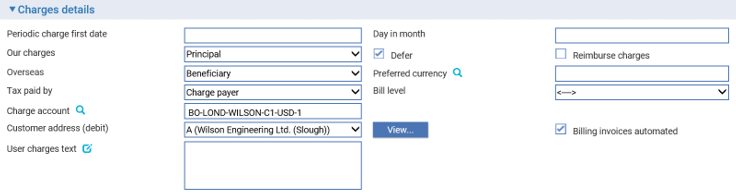 Charges details
Periodic charge first date
Day in month
Our charges Principal
Defer
Reimburse charges
Overseas Beneficiary
Preferred currency
Tax paid by Charge payer
Bill level <---->
Charge account BO-LOND-WILSON-C1-USD-1
Customer address (debit) A (Wilson Engineering Ltd. (Slough))
View...
Billing invoices automated
User charges text